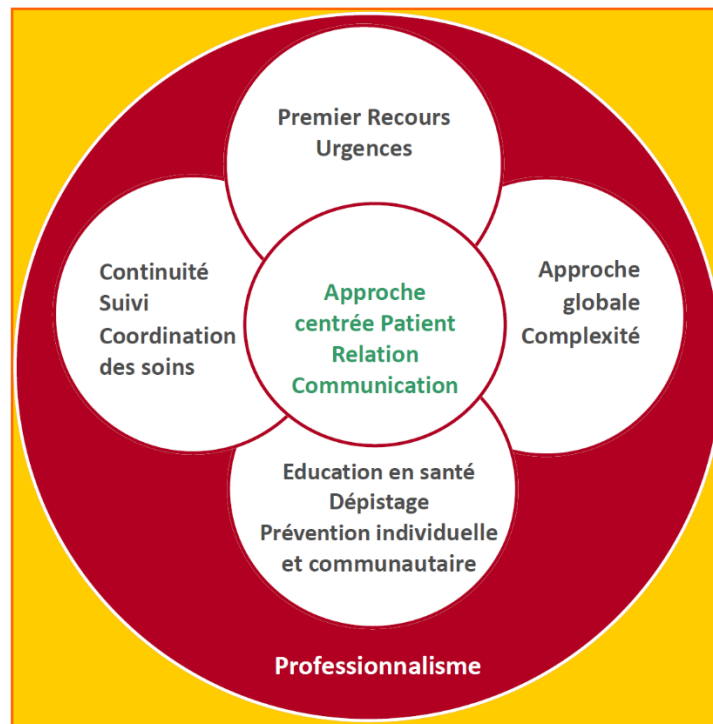 Premier Recours
Urgences
Continuité
Suivi
Coordination
des soins
Approche
centrée Patient
Relation
Communication
Approche
globale
Complexité
Education en santé
Dépistage
Prévention individuelle
et communautaire
Professionnalisme